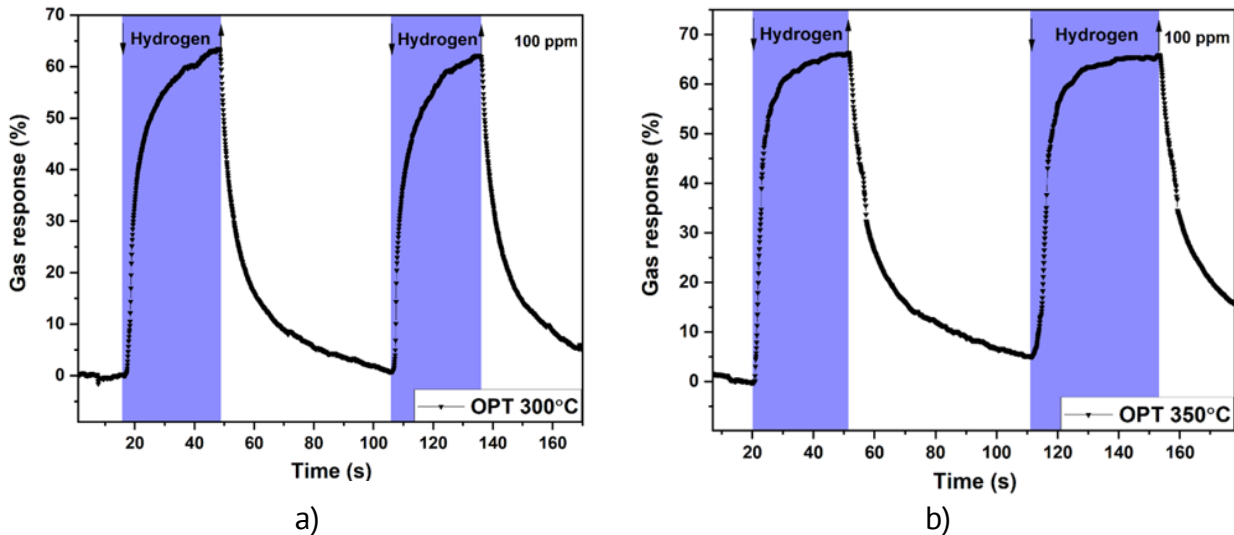 70
60
50
40
30
20
10
0
Gas response (%)
Hydrogen
Hydrogen
100 ppm
OPT 300°C
0 20 40 60 80 100 120 140 160
Time (s)
a)
70
60
50
40
30
20
10
0
Gas response (%)
Hydrogen
Hydrogen
100 ppm
OPT 350°C
20 40 60 80 100 120 140 160
Time (s)
b)